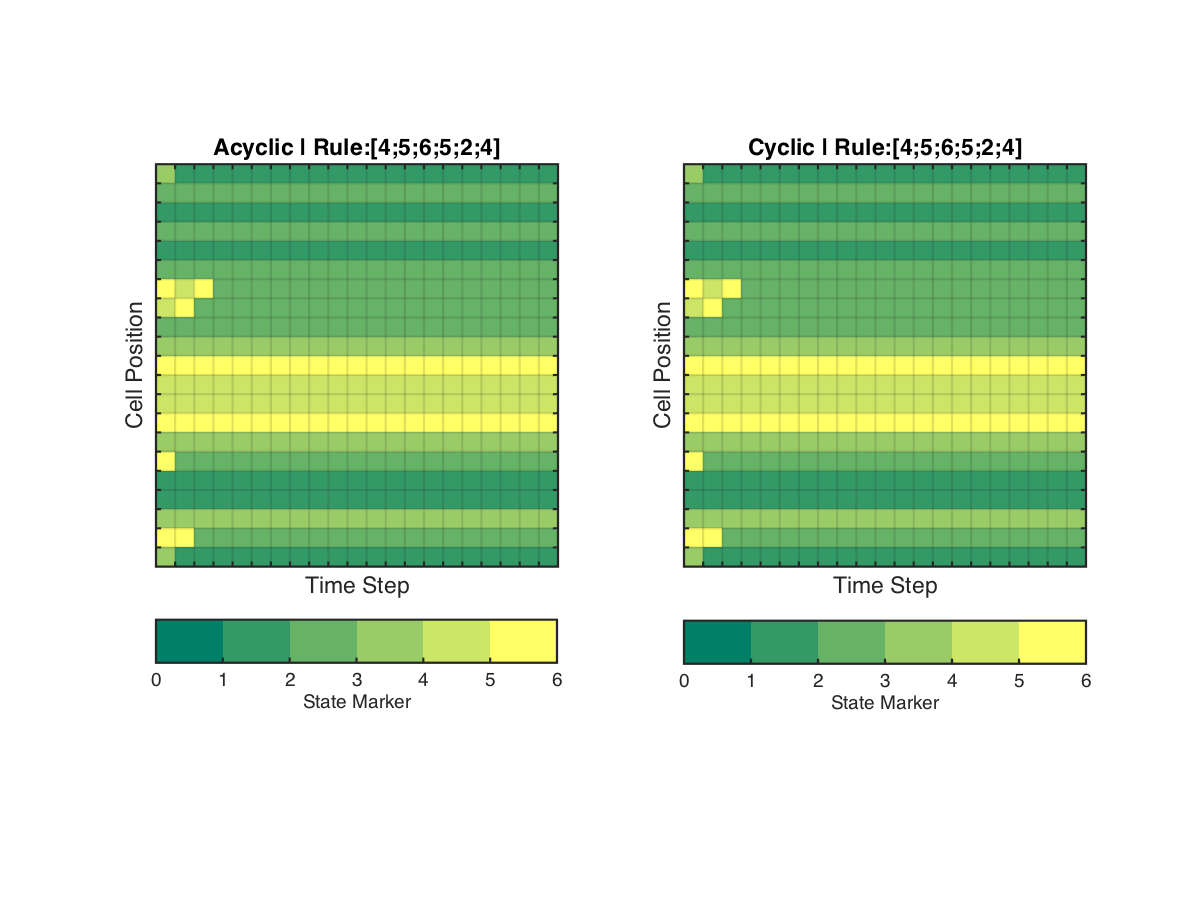 Acyclic | Rule:[4;5;6;5;2;4]
Cell Position
Time Step
0 1 2 3 4 5 6
State Marker
Cyclic | Rule:[4;5;6;5;2;4]
Cell Position
Time Step
0 1 2 3 4 5 6
State Marker